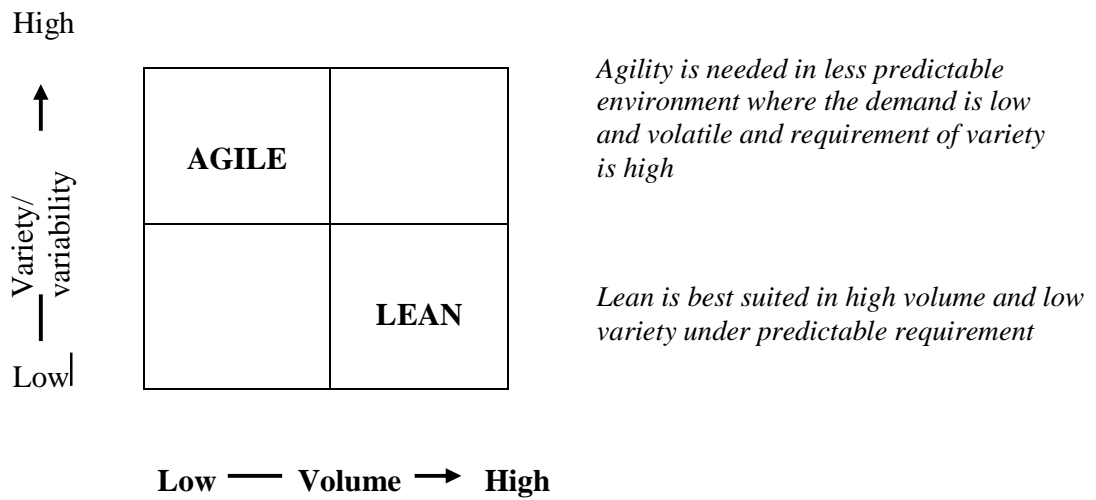 High
Agility is needed in less predictable
environment where the demand is low
and volatile and requirement of variety
is high
AGILE
Variety/
variability
LEAN
Lean is best suited in high volume and low
variety under predictable requirement
Low
Low Volume High